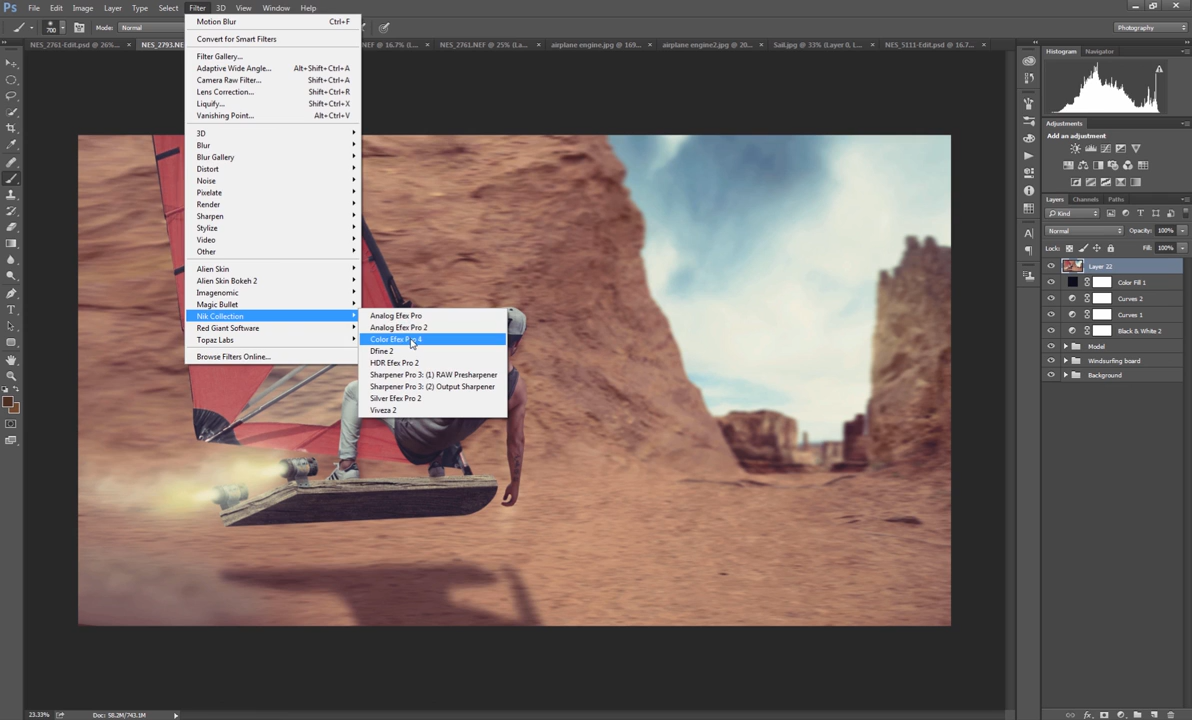 Ps File Edit Image Layer Type Select Filter 3D View Window Help
700 Mode: Normal
Photography
NES_2761-Edit.psd @ 26%...
NES_2793.NE
NEF @ 16.7% (l...
NES_2761.NEF @ 25% (La...
airplane engine.jpg @ 169...
airplane engine2.jpg @ 20...
Sail.jpg @ 33% (Layer 0, L...
NES_5111-Edit.psd @ 16.7...
Motion Blur Ctrl+F
Convert for Smart Filters
Filter Gallery...
Adaptive Wide Angle... Alt+Shift+Ctrl+A
Camera Raw Filter... Shift+Ctrl+A
Lens Correction... Shift+Ctrl+R
Liquify... Shift+Ctrl+X
Vanishing Point... Alt+Ctrl+V
3D
Blur
Blur Gallery
Distort
Noise
Pixelate
Render
Sharpen
Stylize
Video
Other
Alien Skin
Alien Skin Bokeh 2
Imagenomic
Magic Bullet
Nik Collection
Red Giant Software
Topaz Labs
Browse Filters Online...
Analog Efex Pro
Analog Efex Pro 2
Color Efex Pro 4
Dfine 2
HDR Efex Pro 2
Sharpener Pro 3: (1) RAW Presharpener
Sharpener Pro 3: (2) Output Sharpener
Silver Efex Pro 2
Viveza 2
Histogram Navigator
Adjustments
Add an adjustment
Layers Channels Paths
Kind
Normal Opacity: 100%
Lock: Fill: 100%
Layer 22
Color Fill 1
Curves 2
Curves 1
Black & White 2
Model
Windsurfing board
Background
23.33% Doc: 58.2M/743.1M